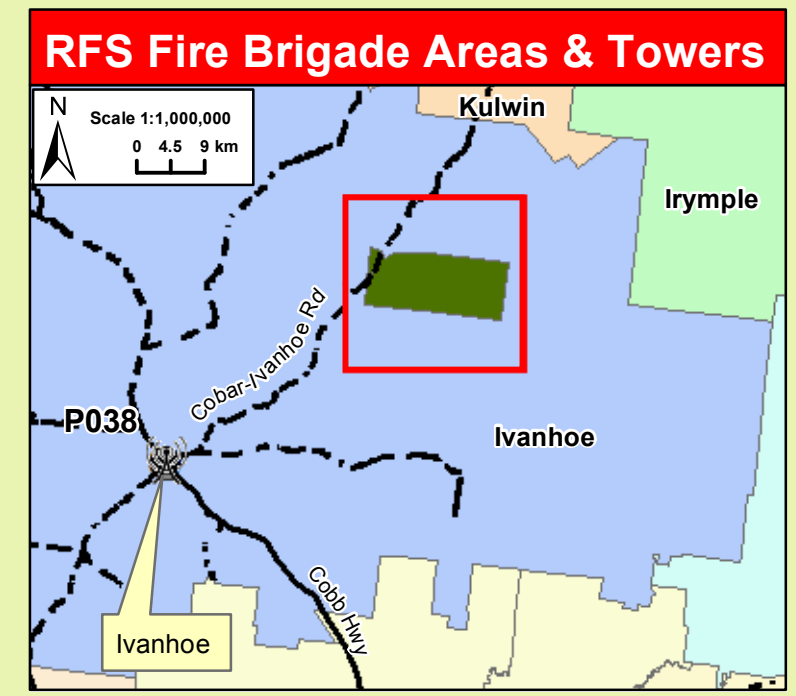 RFS Fire Brigade Areas & Towers
N
Scale 1:1,000,000
0 4.5 9 km
Kulwin
Irymple
Cobar-Ivanhoe Rd
P038
Ivanhoe
Cobb Hwy
Ivanhoe